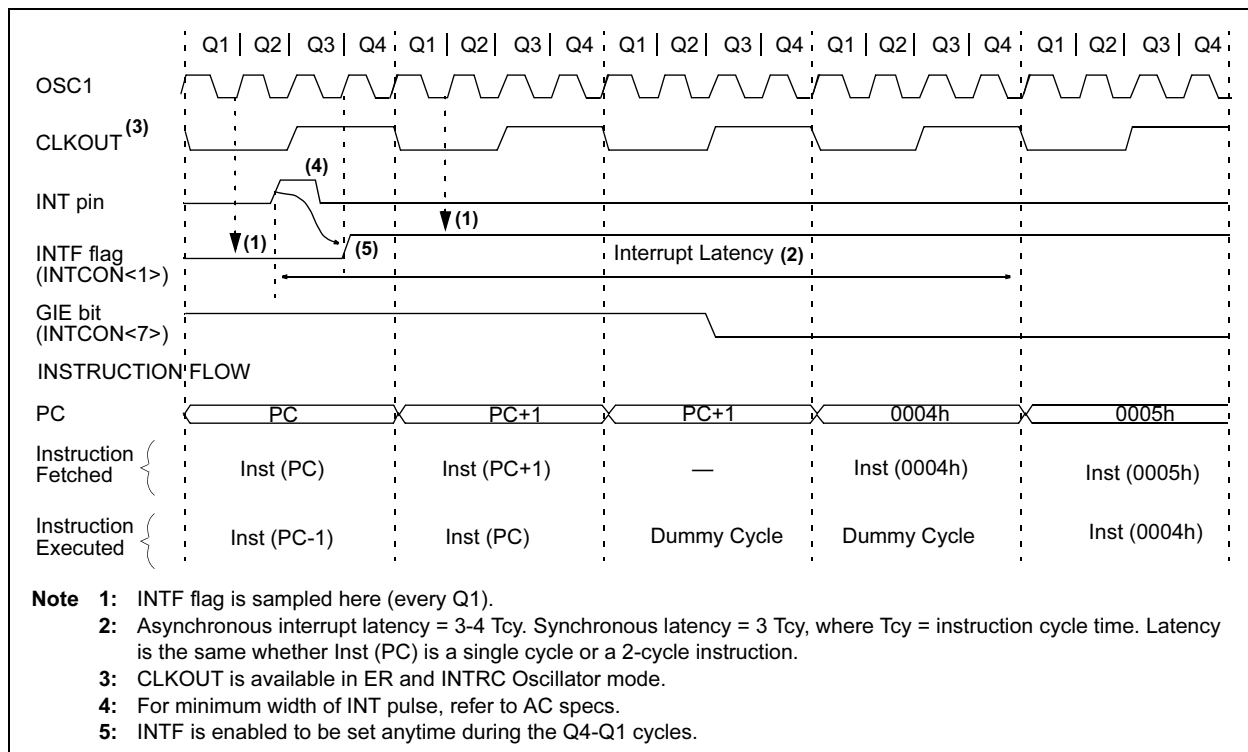 Q1 | Q2 | Q3 | Q4 Q1 | Q2 | Q3 | Q4 Q1 | Q2 | Q3 | Q4 Q1 | Q2 | Q3 | Q4 Q1 | Q2 | Q3 | Q4
OSC1
CLKOUT (3)
(4)
INT pin
(1)
(1)
(5)
INTF flag
(INTCON<1>)
Interrupt Latency (2)
GIE bit
(INTCON<7>)
INSTRUCTION FLOW
PC PC PC+1 PC+1 0004h 0005h
Instruction
Fetched
Inst (PC) Inst (PC+1) — Inst (0004h) Inst (0005h)
Instruction
Executed
Inst (PC-1) Inst (PC) Dummy Cycle Dummy Cycle Inst (0004h)
Note 1: INTF flag is sampled here (every Q1).
2: Asynchronous interrupt latency = 3-4 Tcy. Synchronous latency = 3 Tcy, where Tcy = instruction cycle time. Latency
is the same whether Inst (PC) is a single cycle or a 2-cycle instruction.
3: CLKOUT is available in ER and INTRC Oscillator mode.
4: For minimum width of INT pulse, refer to AC specs.
5: INTF is enabled to be set anytime during the Q4-Q1 cycles.